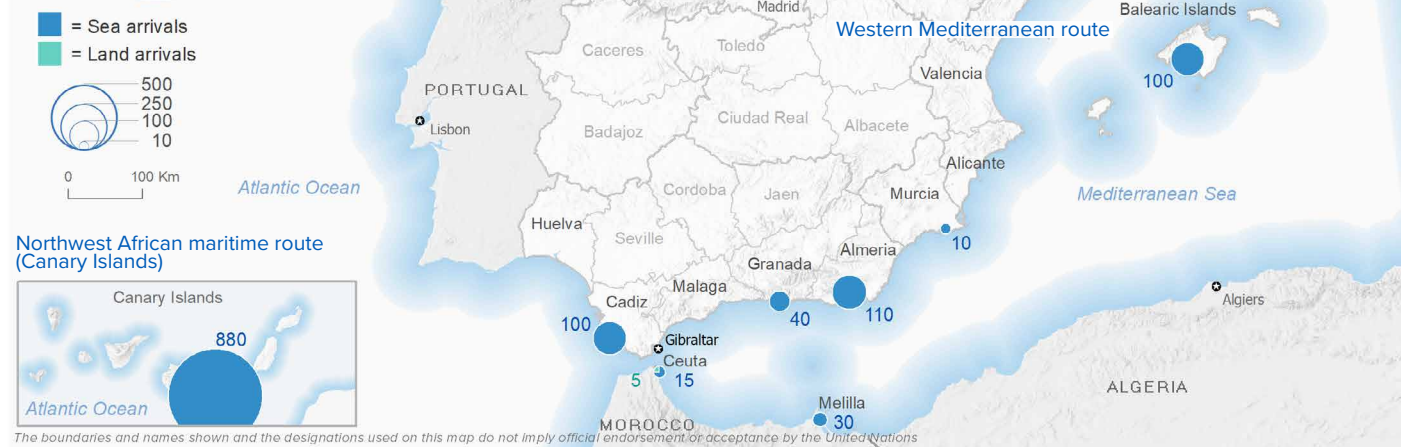 = Sea arrivals
= Land arrivals
500
250
100
10
0 100 Km
Madrid
Western Mediterranean route
Balearic Islands
100
Caceres
Toledo
Valencia
PORTUGAL
Lisbon
Badajoz
Ciudad Real
Albacete
Alicante
Atlantic Ocean
Cordoba
Jaen
Murcia
Mediterranean Sea
Huelva
Seville
10
Northwest African maritime route
(Canary Islands)
Almeria
Granada
Malaga
Cadiz
Canary Islands
880
Atlantic Ocean
100
40
110
Gibraltar
Ceuta
5
15
Algiers
ALGERIA
Melilla
30
MOROCCO
The boundaries and names shown and the designations used on this map do not imply official endorsement or acceptance by the United Nations